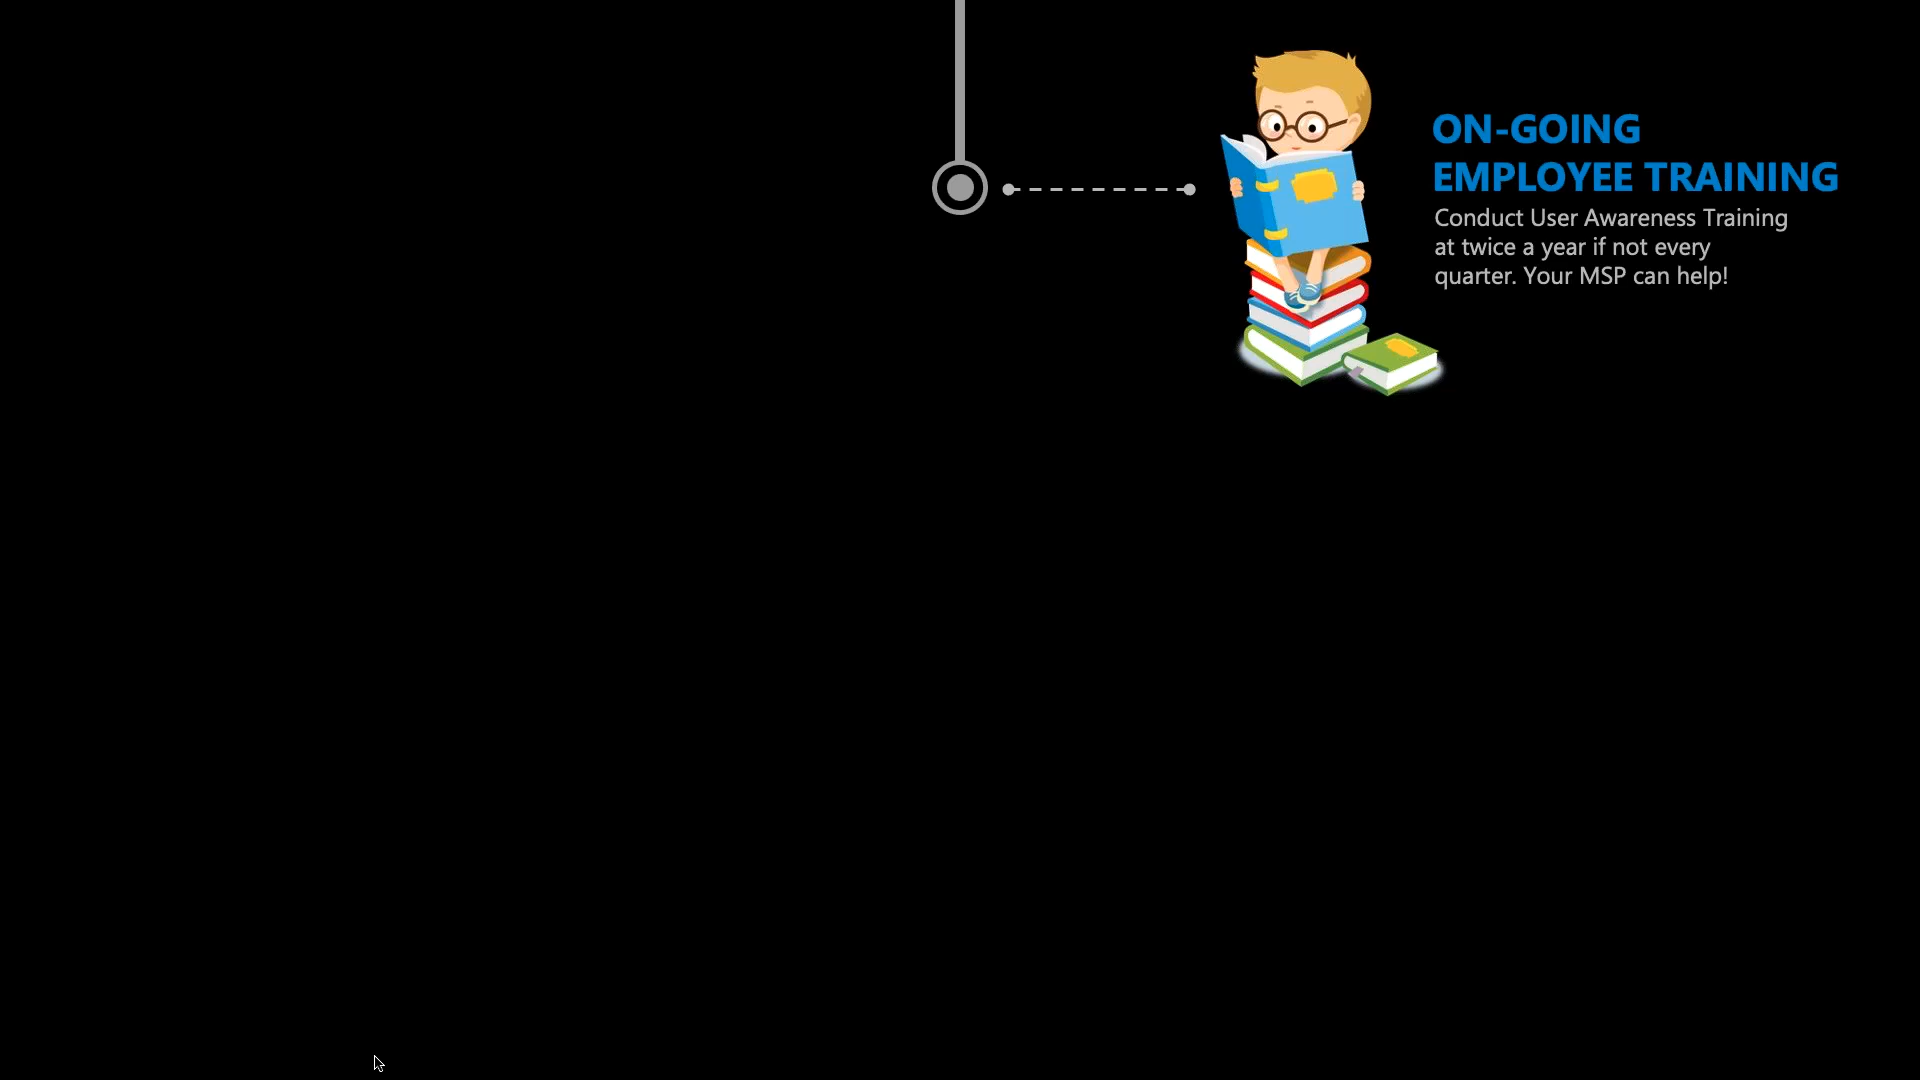 ON-GOING
EMPLOYEE TRAINING
Conduct User Awareness Training
at twice a year if not every
quarter. Your MSP can help!